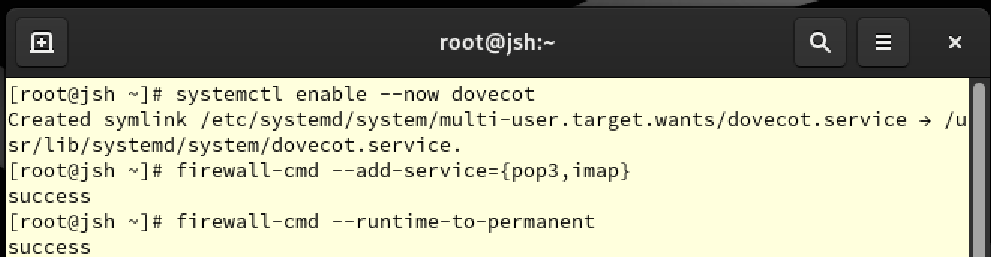 root@jsh:~
[root@jsh ~]# systemctl enable --now dovecot
Created symlink /etc/systemd/system/multi-user.target.wants/dovecot.service → /u
sr/lib/systemd/system/dovecot.service.
[root@jsh ~]# firewall-cmd --add-service={pop3,imap}
success
[root@jsh ~]# firewall-cmd --runtime-to-permanent
success